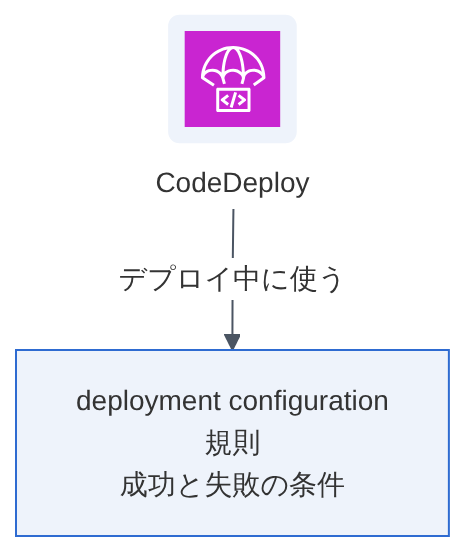 CodeDeploy
デプロイ中に使う
deployment configuration
規則
成功と失敗の条件